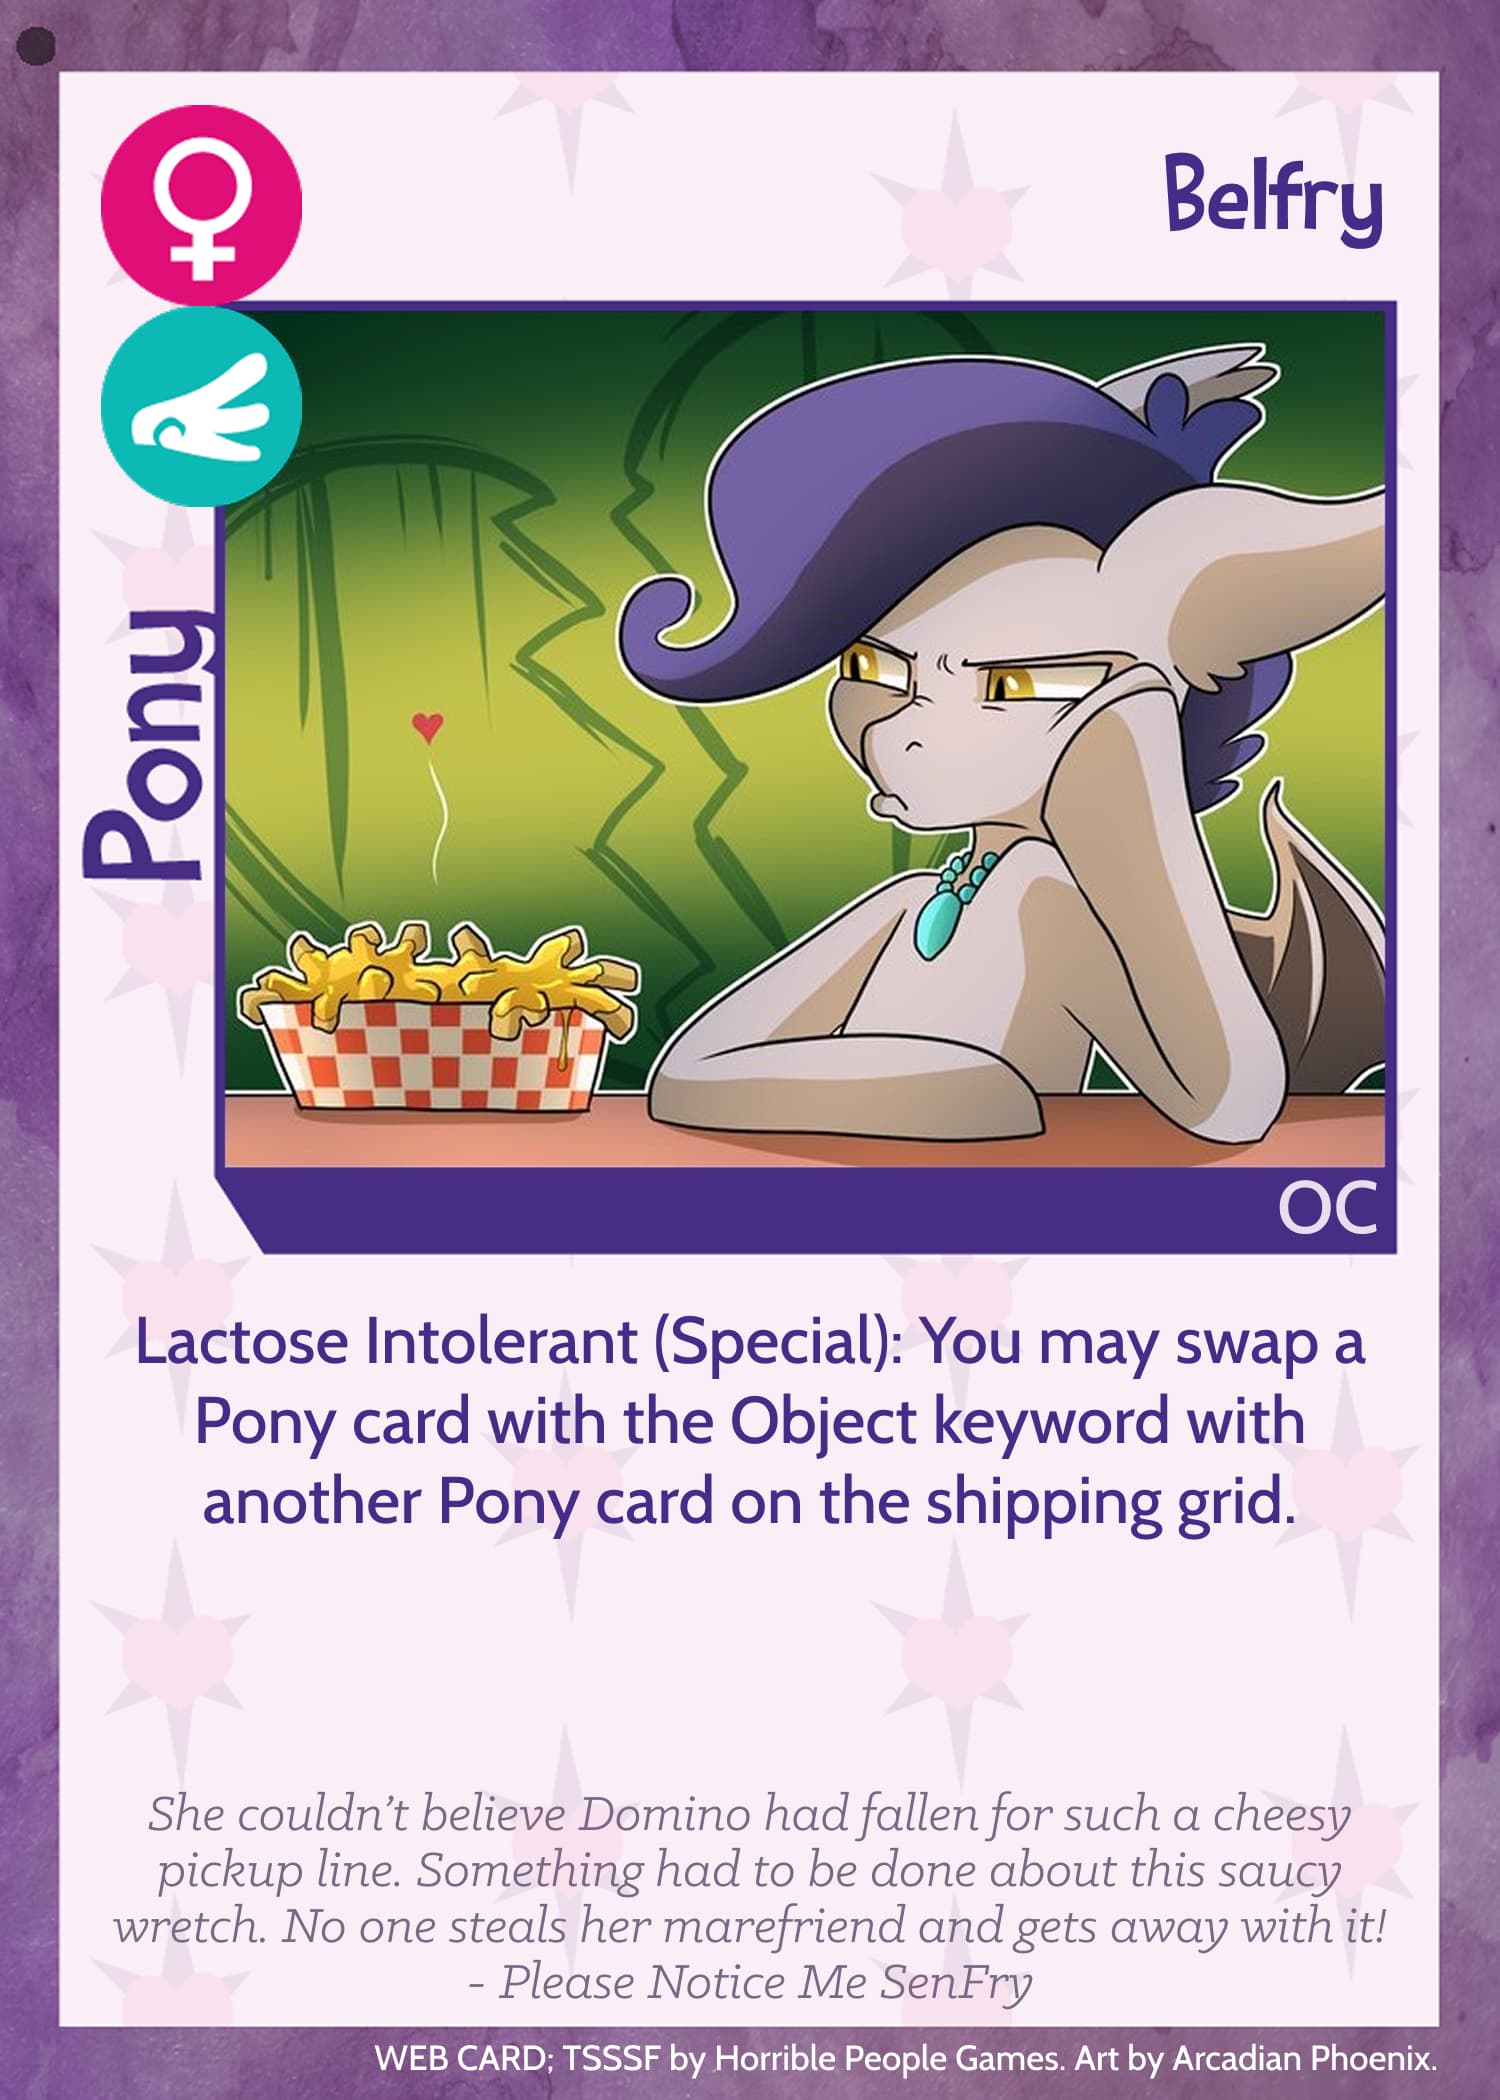 Belfry
Pony
OC
Lactose Intolerant (Special): You may swap a
Pony card with the Object keyword with
another Pony card on the shipping grid.
She couldn’t believe Domino had fallen for such a cheesy
pickup line. Something had to be done about this saucy
wretch. No one steals her marefriend and gets away with it!
- Please Notice Me SenFry
WEB CARD; TSSSF by Horrible People Games. Art by Arcadian Phoenix.